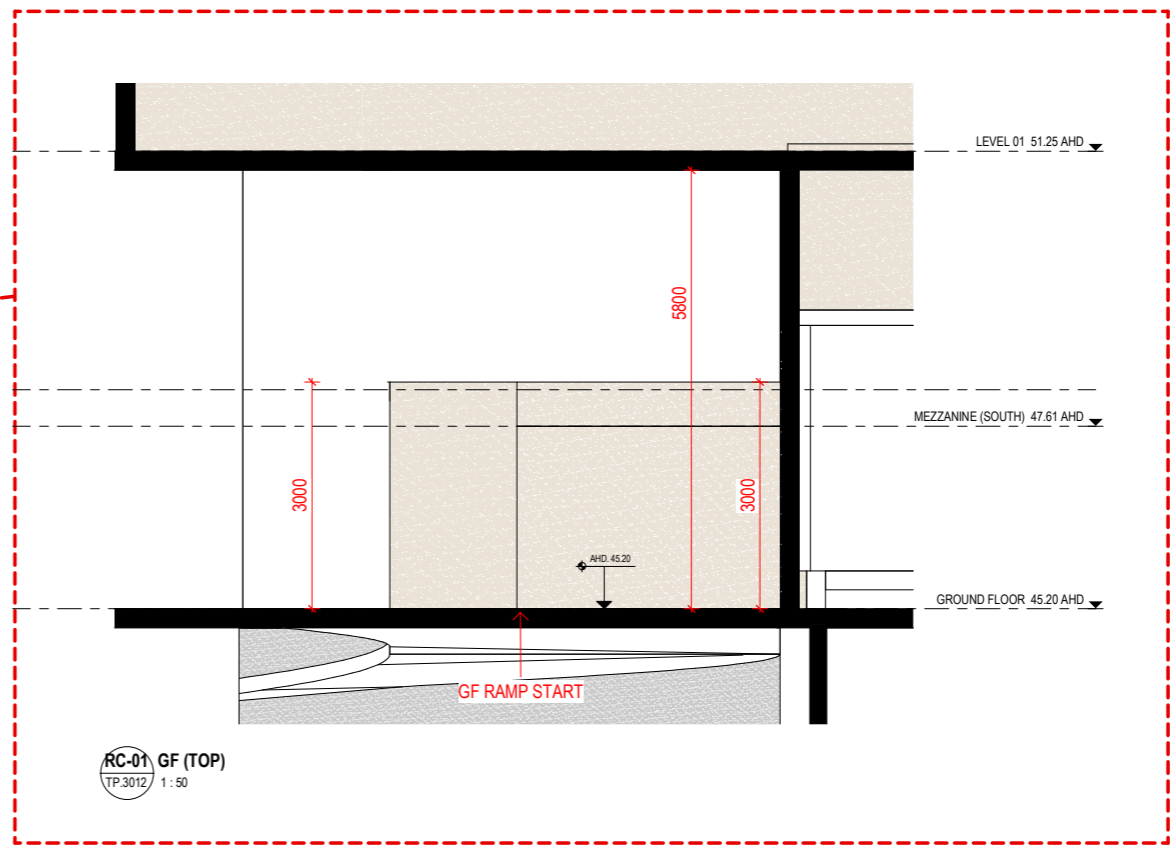 LEVEL 01 51.25 AHD
5800
MEZZANINE (SOUTH) 47.61 AHD
3000
3000
AHD. 45.20
GROUND FLOOR 45.20 AHD
GF RAMP START
RC-01 GF (TOP)
TP.3012 1 : 50